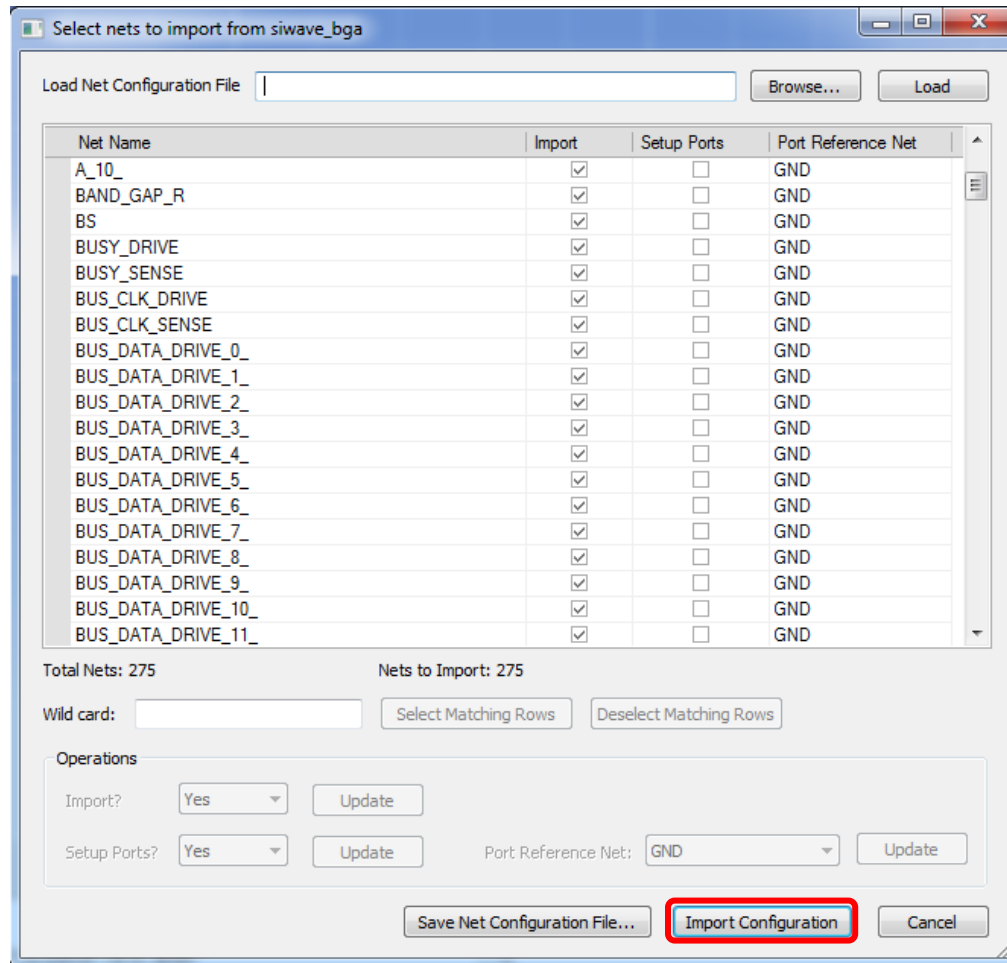 Select nets to import from siwave_bga
Load Net Configuration File Browse... Load
Net Name Import Setup Ports Port Reference Net
A_10_ GND
BAND_GAP_R GND
BS GND
BUSY_DRIVE GND
BUSY_SENSE GND
BUS_CLK_DRIVE GND
BUS_CLK_SENSE GND
BUS_DATA_DRIVE_0_ GND
BUS_DATA_DRIVE_1_ GND
BUS_DATA_DRIVE_2_ GND
BUS_DATA_DRIVE_3_ GND
BUS_DATA_DRIVE_4_ GND
BUS_DATA_DRIVE_5_ GND
BUS_DATA_DRIVE_6_ GND
BUS_DATA_DRIVE_7_ GND
BUS_DATA_DRIVE_8_ GND
BUS_DATA_DRIVE_9_ GND
BUS_DATA_DRIVE_10_ GND
BUS_DATA_DRIVE_11_ GND
Total Nets: 275 Nets to Import: 275
Wild card: Select Matching Rows Deselect Matching Rows
Operations
Import? Yes Update
Setup Ports? Yes Update Port Reference Net: GND Update
Save Net Configuration File... Import Configuration Cancel